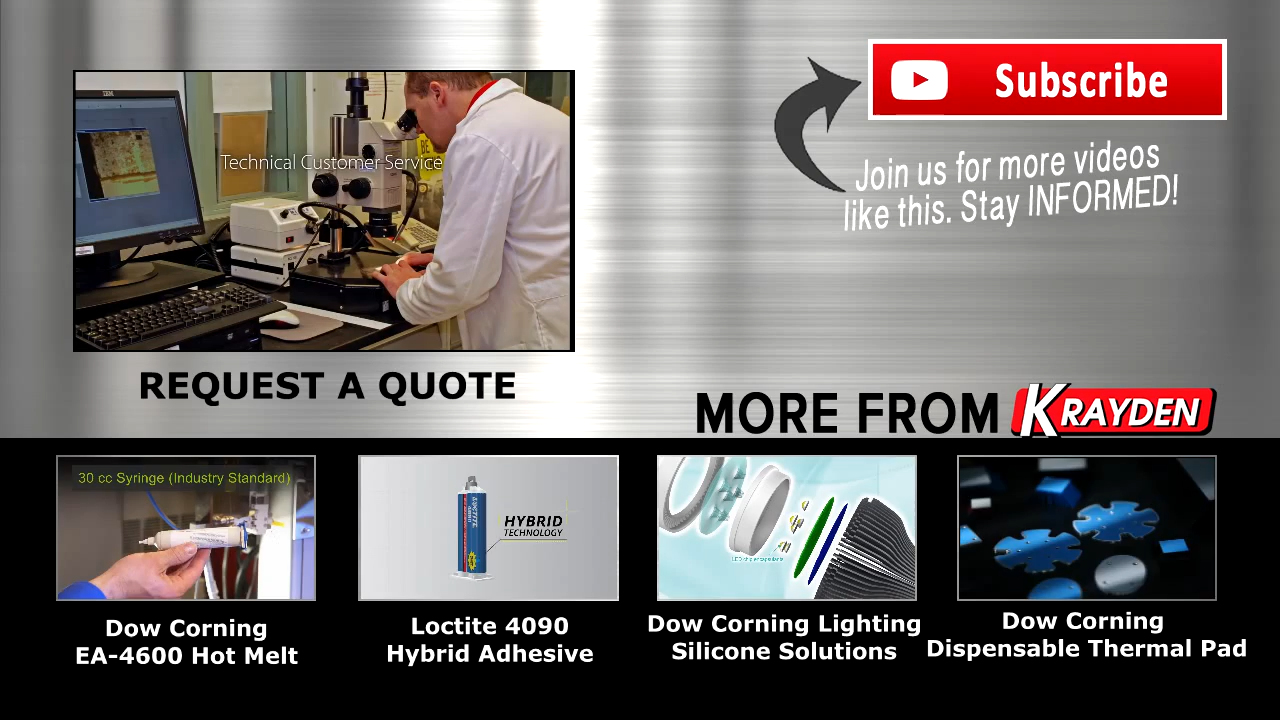 Subscribe
Join us for more videos
like this. Stay INFORMED!
IBM
Technical Customer Service
REQUEST A QUOTE
MORE FROM KRAYDEN
30 cc Syringe (Industry Standard)
LOCTITE
HYBRID
TECHNOLOGY
Dow Corning
EA-4600 Hot Melt
Loctite 4090
Hybrid Adhesive
Dow Corning Lighting
Silicone Solutions
Dow Corning
Dispensable Thermal Pad